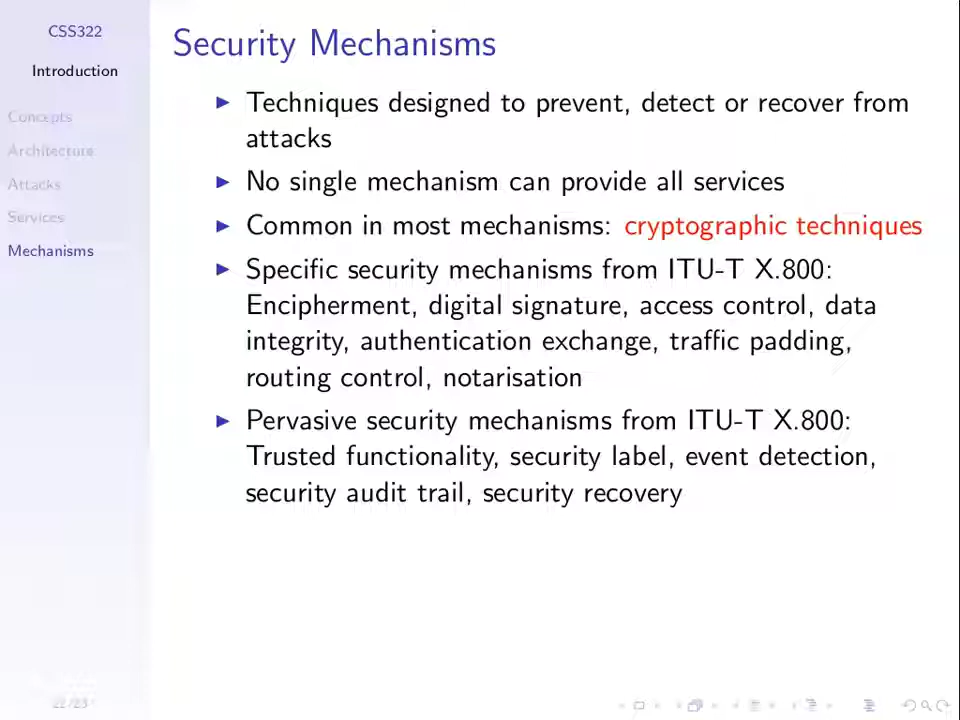 CSS322
Introduction
Concepts
Architecture
Attacks
Services
Mechanisms
Security Mechanisms
Techniques designed to prevent, detect or recover from
attacks
No single mechanism can provide all services
Common in most mechanisms: cryptographic techniques
Specific security mechanisms from ITU-T X.800:
Encipherment, digital signature, access control, data
integrity, authentication exchange, traffic padding,
routing control, notarisation
Pervasive security mechanisms from ITU-T X.800:
Trusted functionality, security label, event detection,
security audit trail, security recovery
22/23